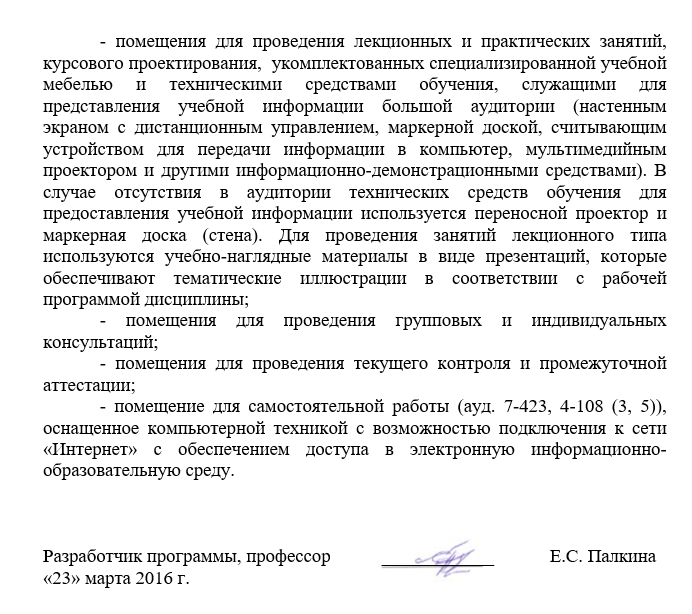 - помещения для проведения лекционных и практических занятий,
курсового проектирования, укомплектованных специализированной учебной
мебелью и техническими средствами обучения, служащими для
представления учебной информации большой аудитории (настенным
экраном с дистанционным управлением, маркерной доской, считывающим
устройством для передачи информации в компьютер, мультимедийным
проектором и другими информационно-демонстрационными средствами). В
случае отсутствия в аудитории технических средств обучения для
предоставления учебной информации используется переносной проектор и
маркерная доска (стена). Для проведения занятий лекционного типа
используются учебно-наглядные материалы в виде презентаций, которые
обеспечивают тематические иллюстрации в соответствии с рабочей
программой дисциплины;
- помещения для проведения групповых и индивидуальных
консультаций;
- помещения для проведения текущего контроля и промежуточной
аттестации;
- помещение для самостоятельной работы (ауд. 7-423, 4-108 (3, 5)),
оснащенное компьютерной техникой с возможностью подключения к сети
«Интернет» с обеспечением доступа в электронную информационно-
образовательную среду.
Разработчик программы, профессор ____________ Е.С. Палкина
«23» марта 2016 г.